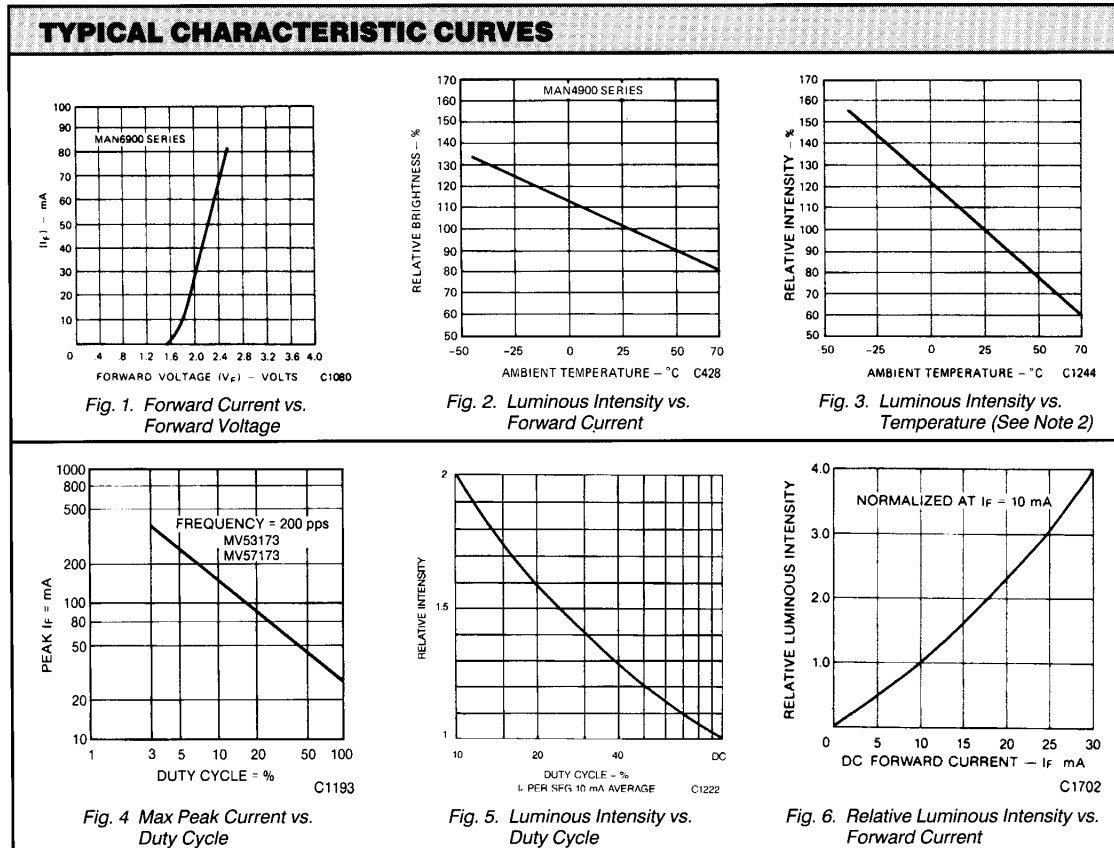 TYPICAL CHARACTERISTIC CURVES
100
90
80
70
60
50
40
30
20
10
0 .4 .8 1.2 1.6 2.0 2.4 2.8 3.2 3.6 4.0
(IF) – mA
MAN6900 SERIES
FORWARD VOLTAGE (VF) – VOLTS C1080
Fig. 1. Forward Current vs.
Forward Voltage
170
160
150
140
130
120
110
100
90
80
70
60
50
-50 -25 0 25 50 70
RELATIVE BRIGHTNESS – %
MAN4900 SERIES
AMBIENT TEMPERATURE – °C C428
Fig. 2. Luminous Intensity vs.
Forward Current
170
160
150
140
130
120
110
100
90
80
70
60
50
-50 -25 0 25 50 70
RELATIVE INTENSITY – %
AMBIENT TEMPERATURE – °C C1244
Fig. 3. Luminous Intensity vs.
Temperature (See Note 2)
1000
800
500
200
100
80
50
20
10
1 3 5 10 20 50 100
PEAK IF = mA
FREQUENCY = 200 pps
MV53173
MV57173
DUTY CYCLE = %
C1193
Fig. 4 Max Peak Current vs.
Duty Cycle
2
1.5
1
10 20 40 DC
RELATIVE INTENSITY
DUTY CYCLE – %
PER SEG 10 mA AVERAGE C1222
Fig. 5. Luminous Intensity vs.
Duty Cycle
4.0
3.0
2.0
1.0
0 5 10 15 20 25 30
RELATIVE LUMINOUS INTENSITY
NORMALIZED AT IF = 10 mA
DC FORWARD CURRENT — IF mA
C1702
Fig. 6. Relative Luminous Intensity vs.
Forward Current